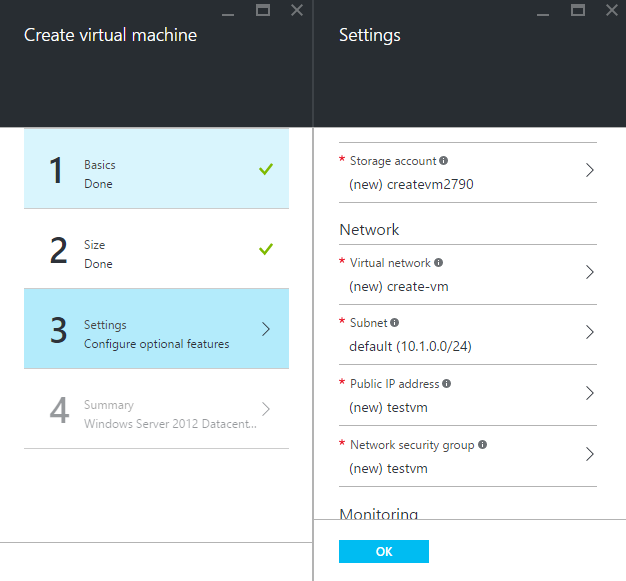 Create virtual machine
1
Basics
Done
2
Size
Done
3
Settings
Configure optional features
4
Summary
Windows Server 2012 Datacent...
Settings
* Storage account
(new) createvm2790
Network
* Virtual network
(new) create-vm
* Subnet
default (10.1.0.0/24)
* Public IP address
(new) testvm
* Network security group
(new) testvm
Monitoring
OK